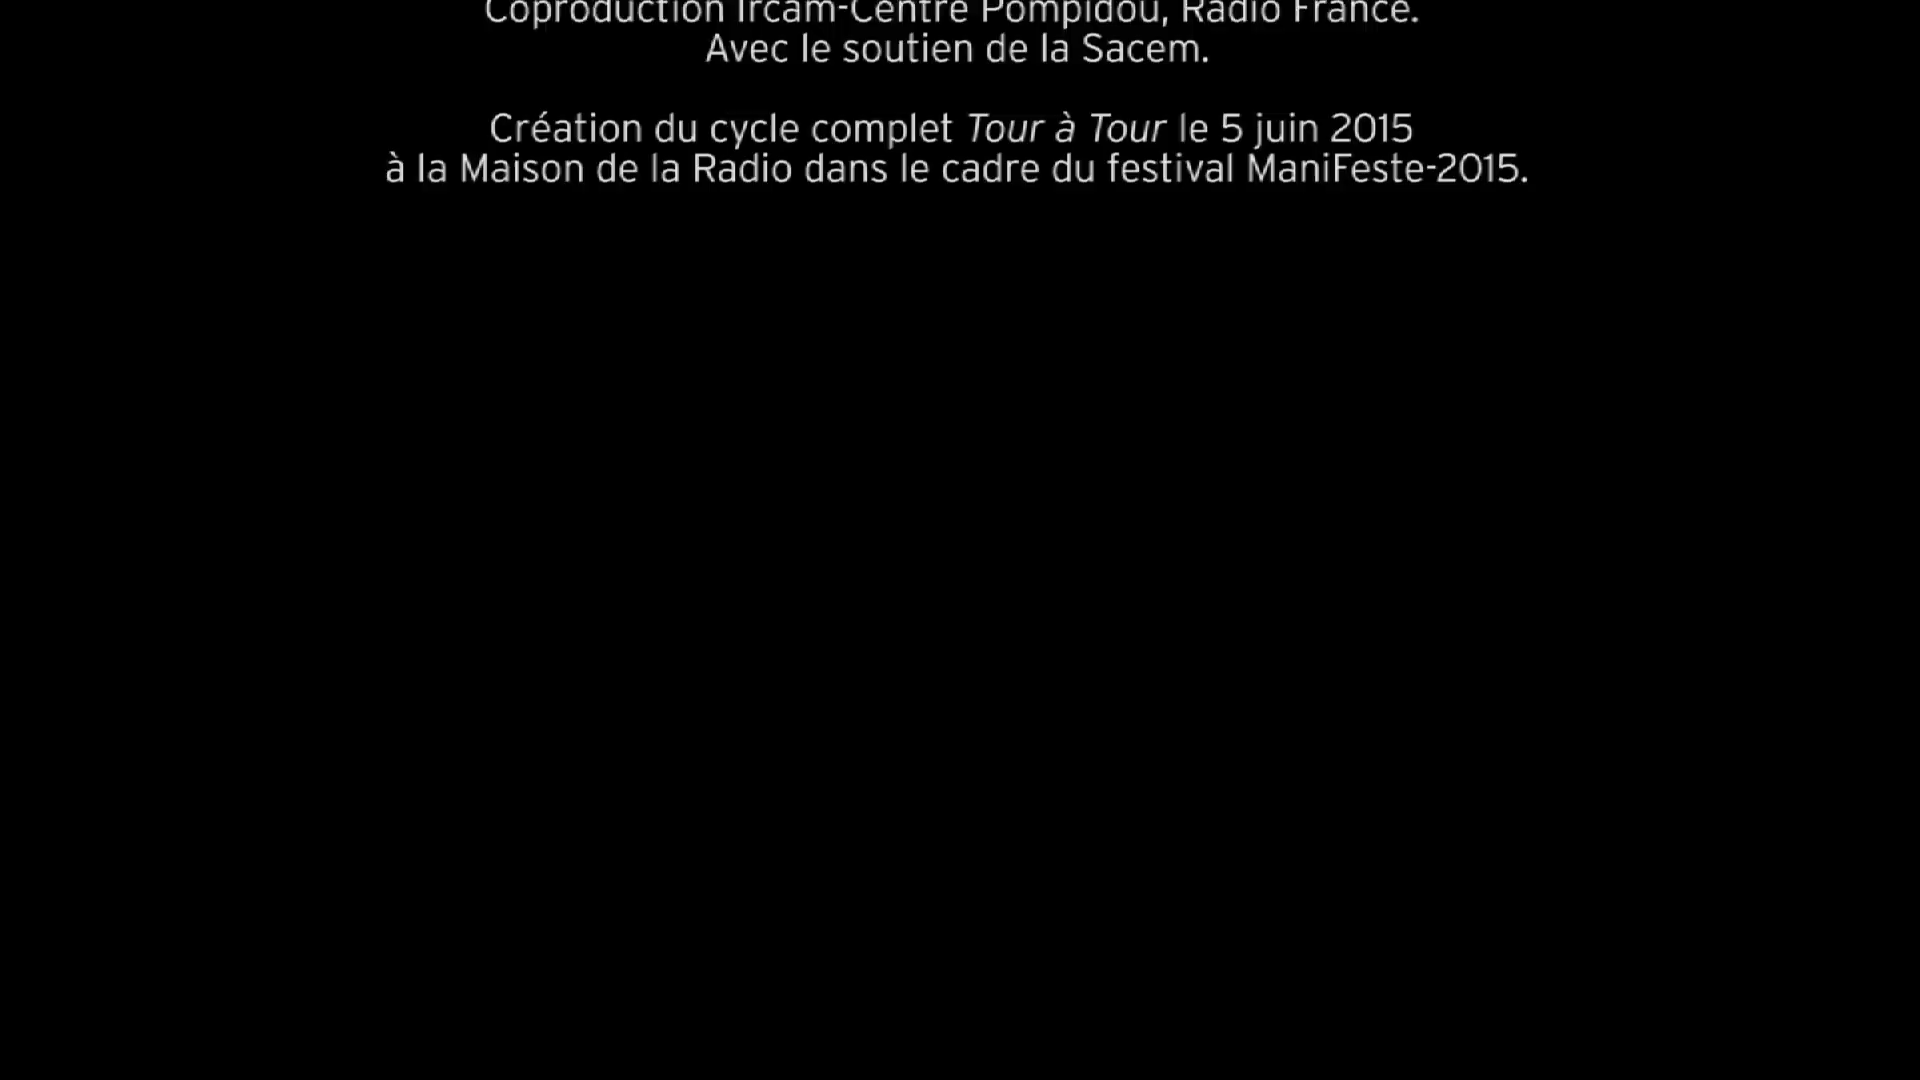 Coproduction Ircam-Centre Pompidou, Radio France.
Avec le soutien de la Sacem.
Création du cycle complet Tour à Tour le 5 juin 2015
à la Maison de la Radio dans le cadre du festival ManiFeste-2015.